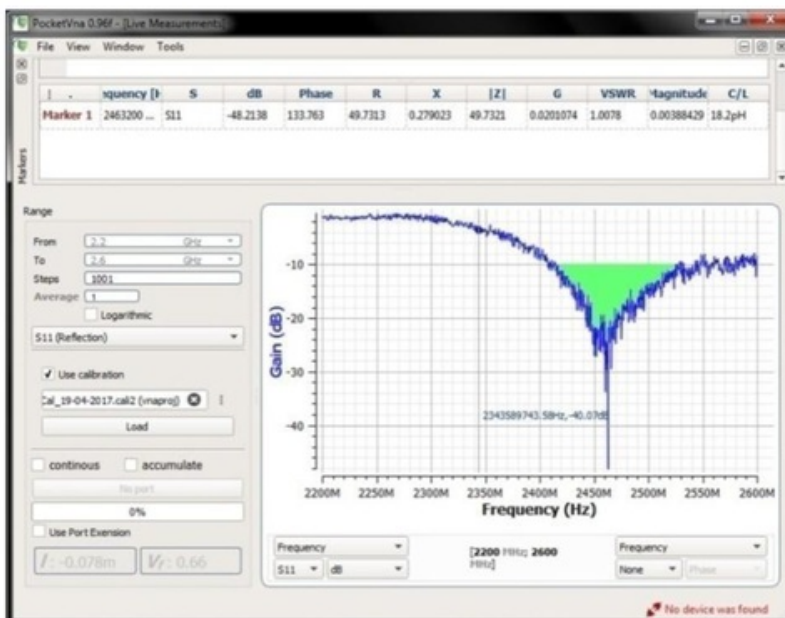 PocketVna 0.96f - [Live Measurements]
File View Window Tools
Markers
. equency [H S dB Phase R X |Z| G VSWR Magnitude C/L
Marker 1 2463200 ... S11 -48.2138 133.763 49.7313 0.279023 49.7321 0.0201074 1.0078 0.00388429 18.2pH
Range
From 2.2 GHz
To 2.6 GHz
Steps 1001
Average 1
Logarithmic
S11 (Reflection)
Use calibration
Cal_19-04-2017.cali2 (vnaproj)
Load
continous accumulate
No port
0%
Use Port Exension
l : -0.078m Vf : 0.66
Gain (dB)
-10
-20
-30
-40
2343589743.58Hz, -40.07dB
2200M 2250M 2300M 2350M 2400M 2450M 2500M 2550M 2600M
Frequency (Hz)
Frequency [2200 MHz; 2600 MHz] Frequency
S11 dB None Phase
No device was found